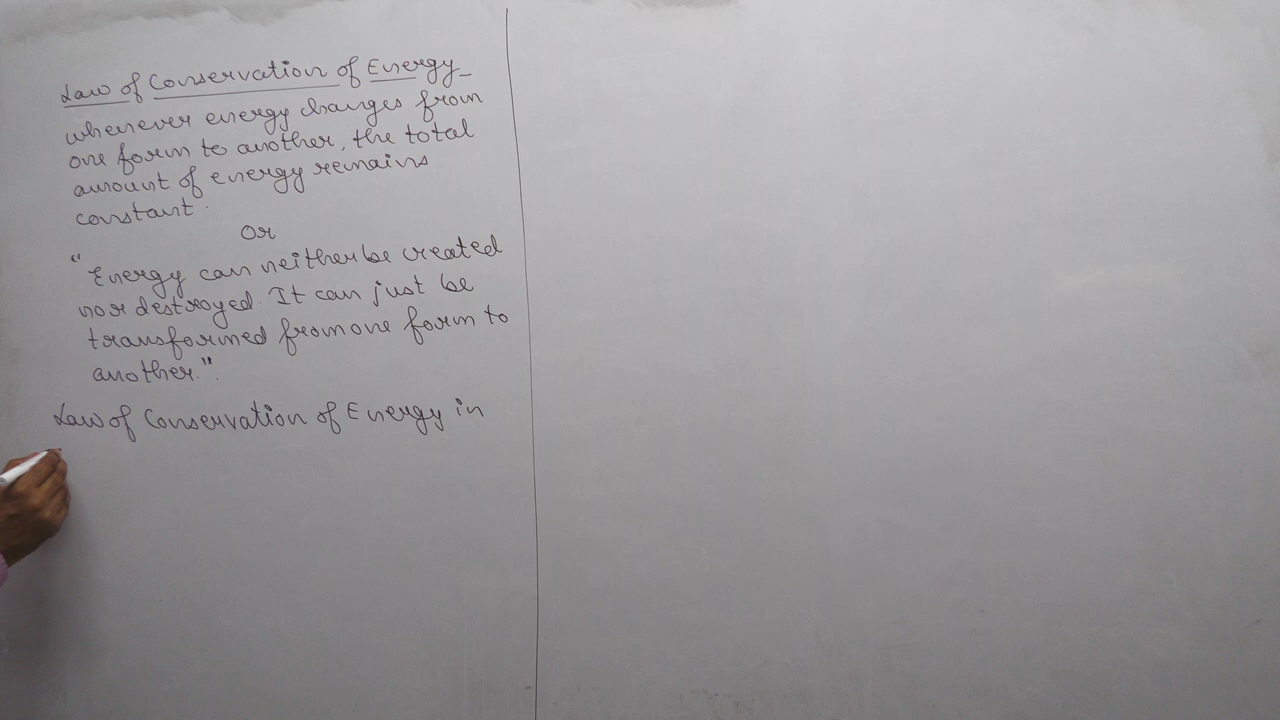 Law of Conservation of Energy-
whenever energy changes from
one form to another, the total
amount of energy remains
constant.
Or
"Energy can neither be created
nor destroyed. It can just be
transformed from one form to
another.".
Law of Conservation of Energy in